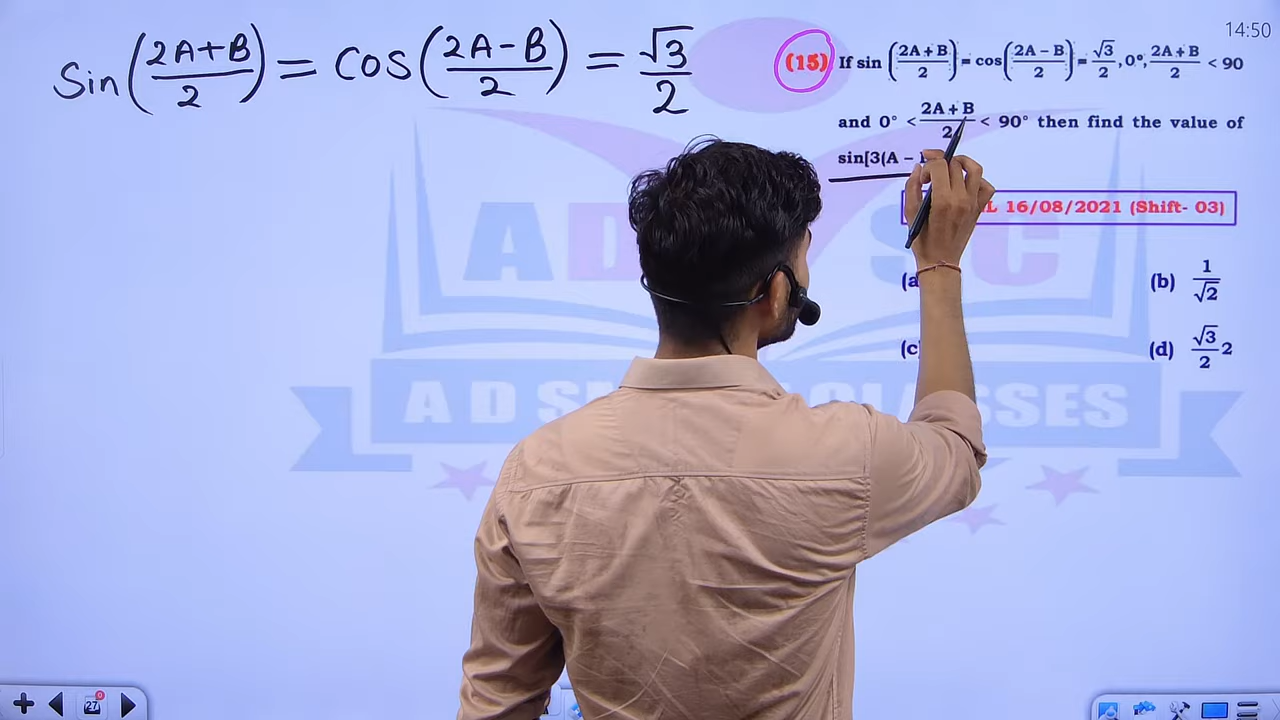 14:50
Sin(2A+B/2) = cos(2A-B/2) = √3/2
(15) If sin (2A+B/2) = cos(2A-B/2) = √3/2, 0°, 2A+B/2 < 90
and 0° < 2A+B/2 < 90° then find the value of
sin[3(A –
16/08/2021 (Shift- 03)
(a
(b) 1/√2
(c
(d) √3/2 2
27
0